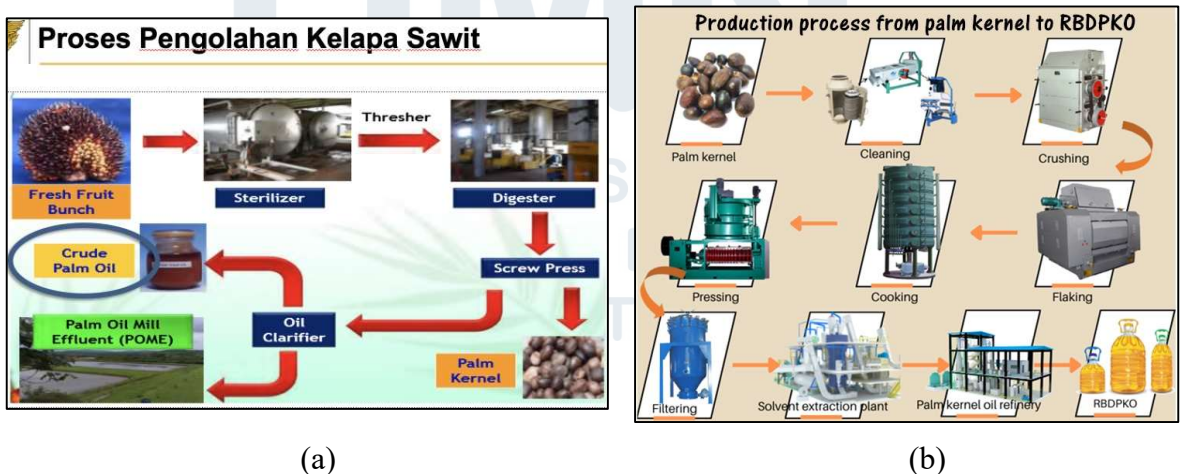 Proses Pengolahan Kelapa Sawit
Fresh Fruit
Bunch
Sterilizer
Thresher
Digester
Screw Press
Crude
Palm Oil
Oil
Clarifier
Palm Oil Mill
Effluent (POME)
Palm
Kernel
(a)
Production process from palm kernel to RBDPKO
Palm kernel
Cleaning
Crushing
Pressing
Cooking
Flaking
Filtering
Solvent extraction plant
Palm kernel oil refinery
RBDPKO
(b)